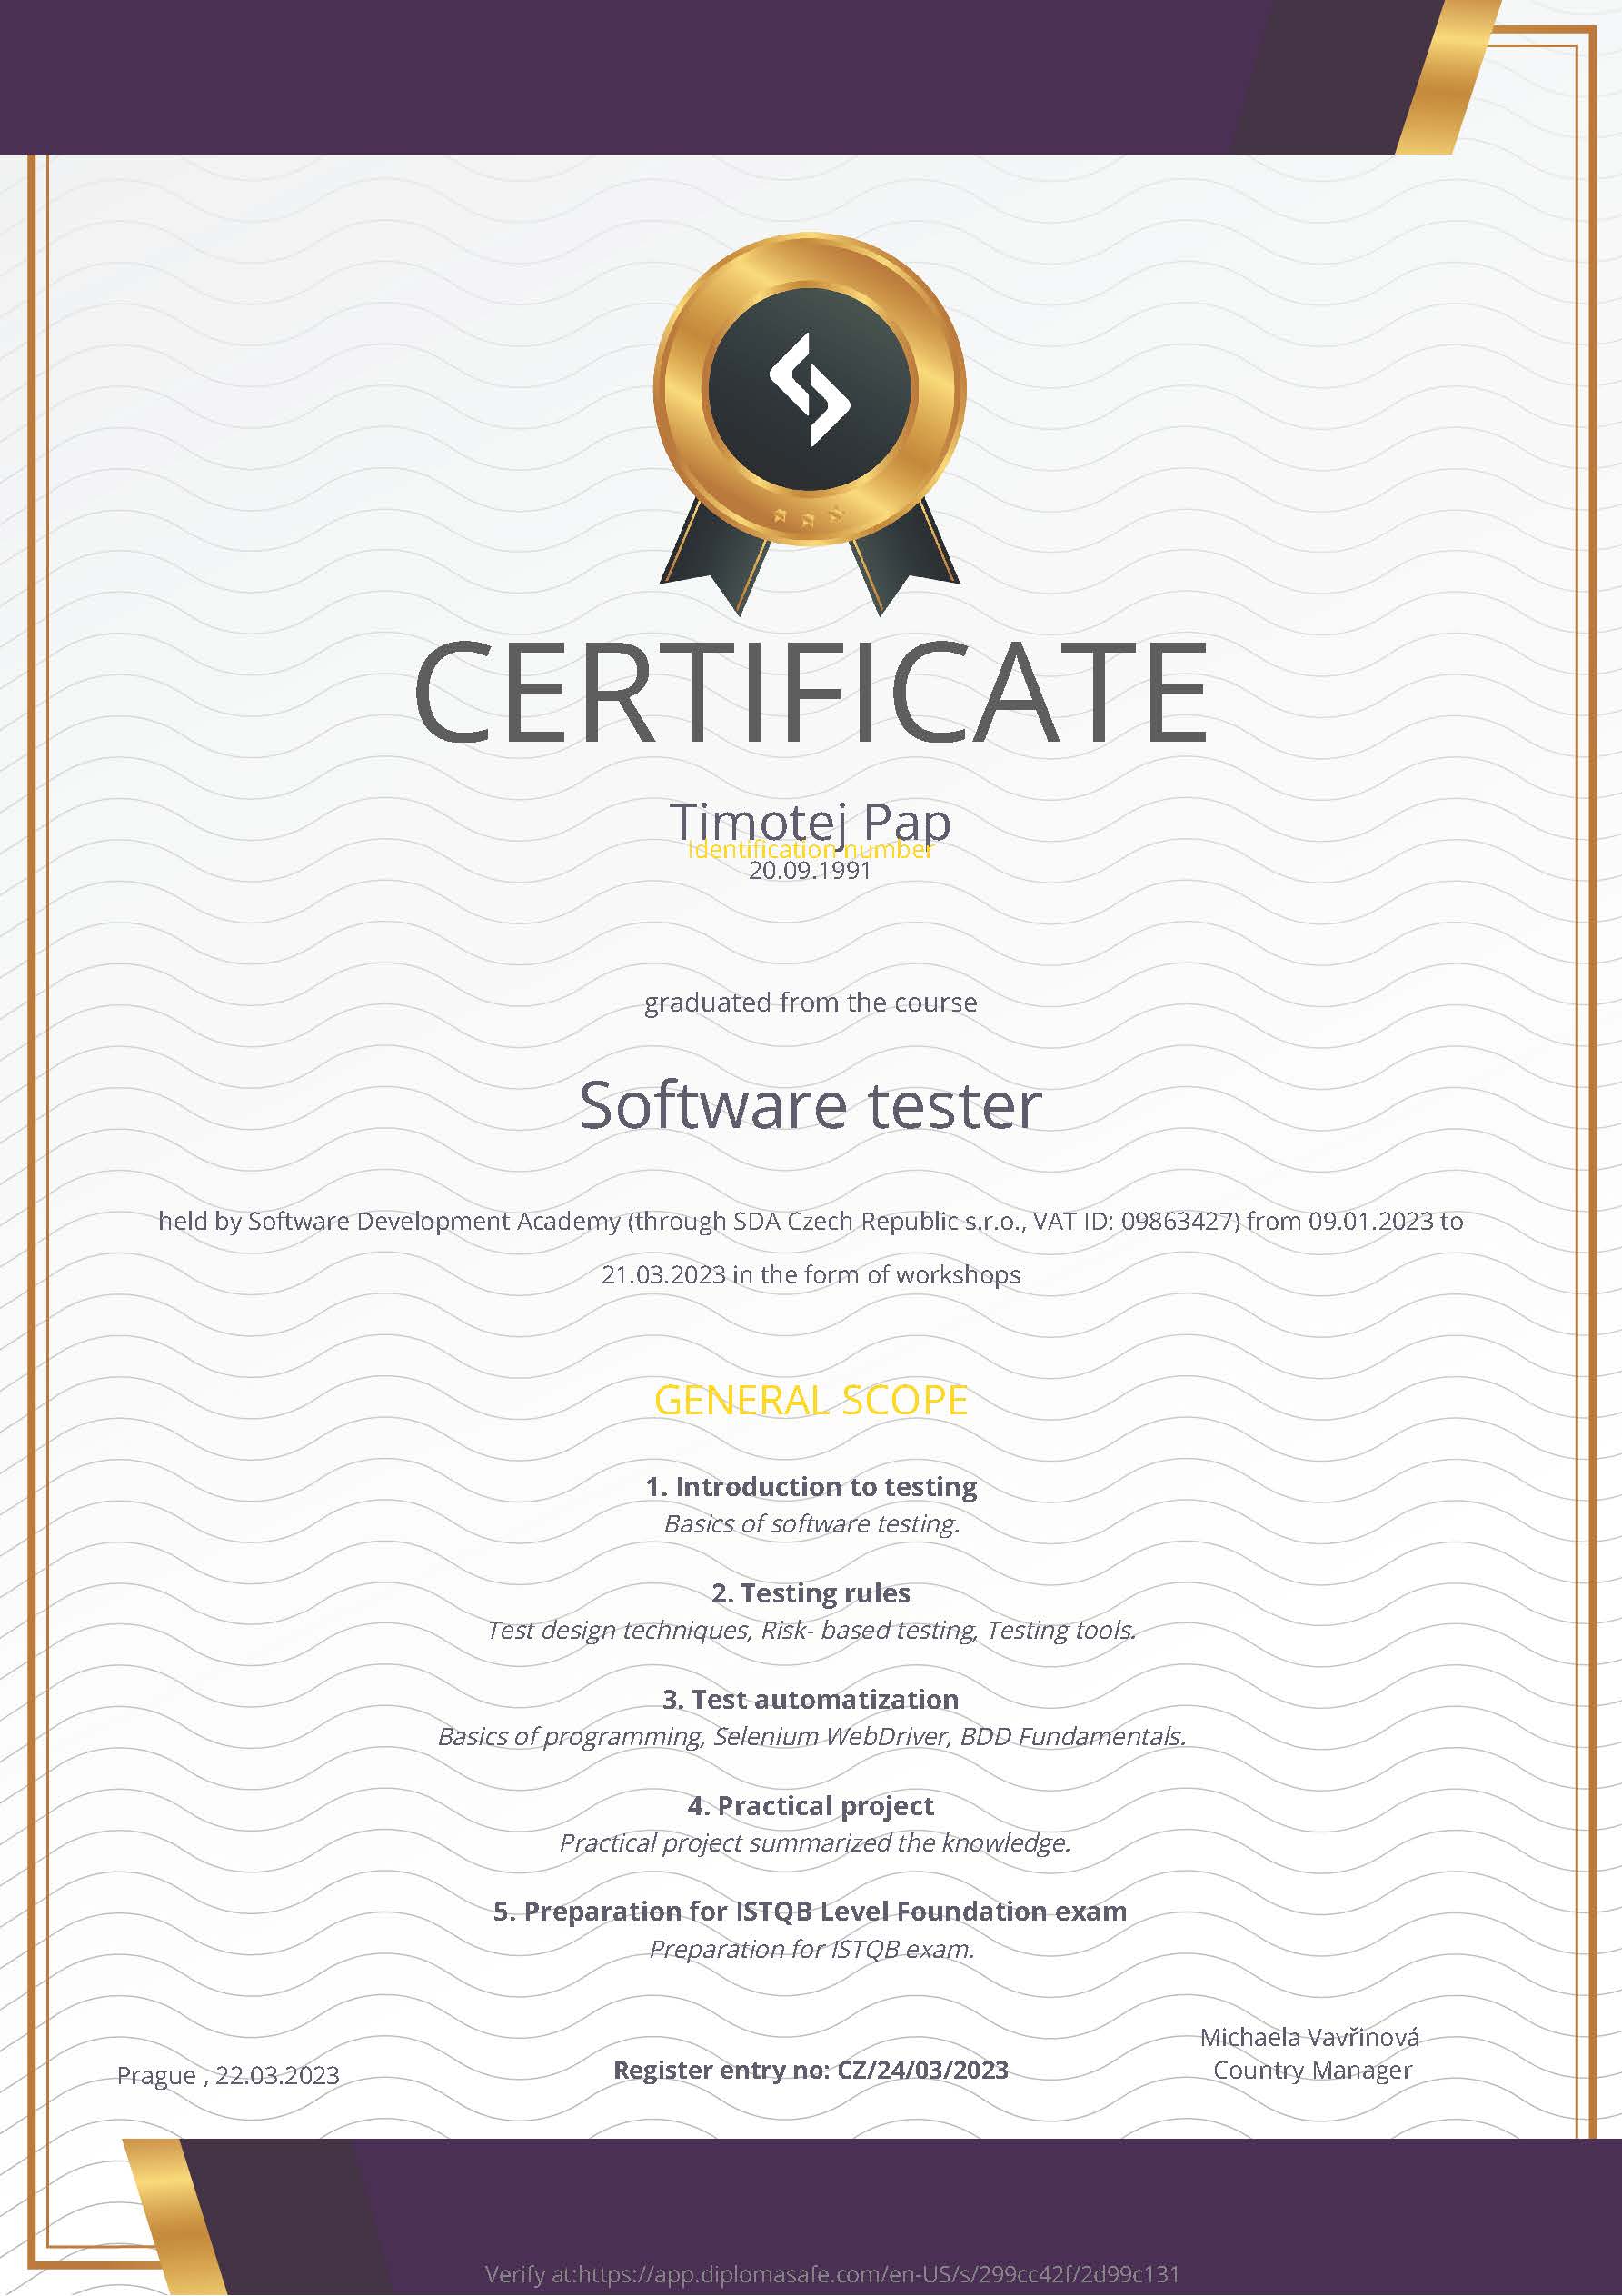 CERTIFICATE
Timotej Pap
Identification number
20.09.1991
graduated from the course
Software tester
held by Software Development Academy (through SDA Czech Republic s.r.o., VAT ID: 09863427) from 09.01.2023 to
21.03.2023 in the form of workshops
GENERAL SCOPE
1. Introduction to testing
Basics of software testing.
2. Testing rules
Test design techniques, Risk- based testing, Testing tools.
3. Test automatization
Basics of programming, Selenium WebDriver, BDD Fundamentals.
4. Practical project
Practical project summarized the knowledge.
5. Preparation for ISTQB Level Foundation exam
Preparation for ISTQB exam.
Prague , 22.03.2023
Register entry no: CZ/24/03/2023
Michaela Vavřinová
Country Manager
Verify at:https://app.diplomasafe.com/en-US/s/299cc42f/2d99c131